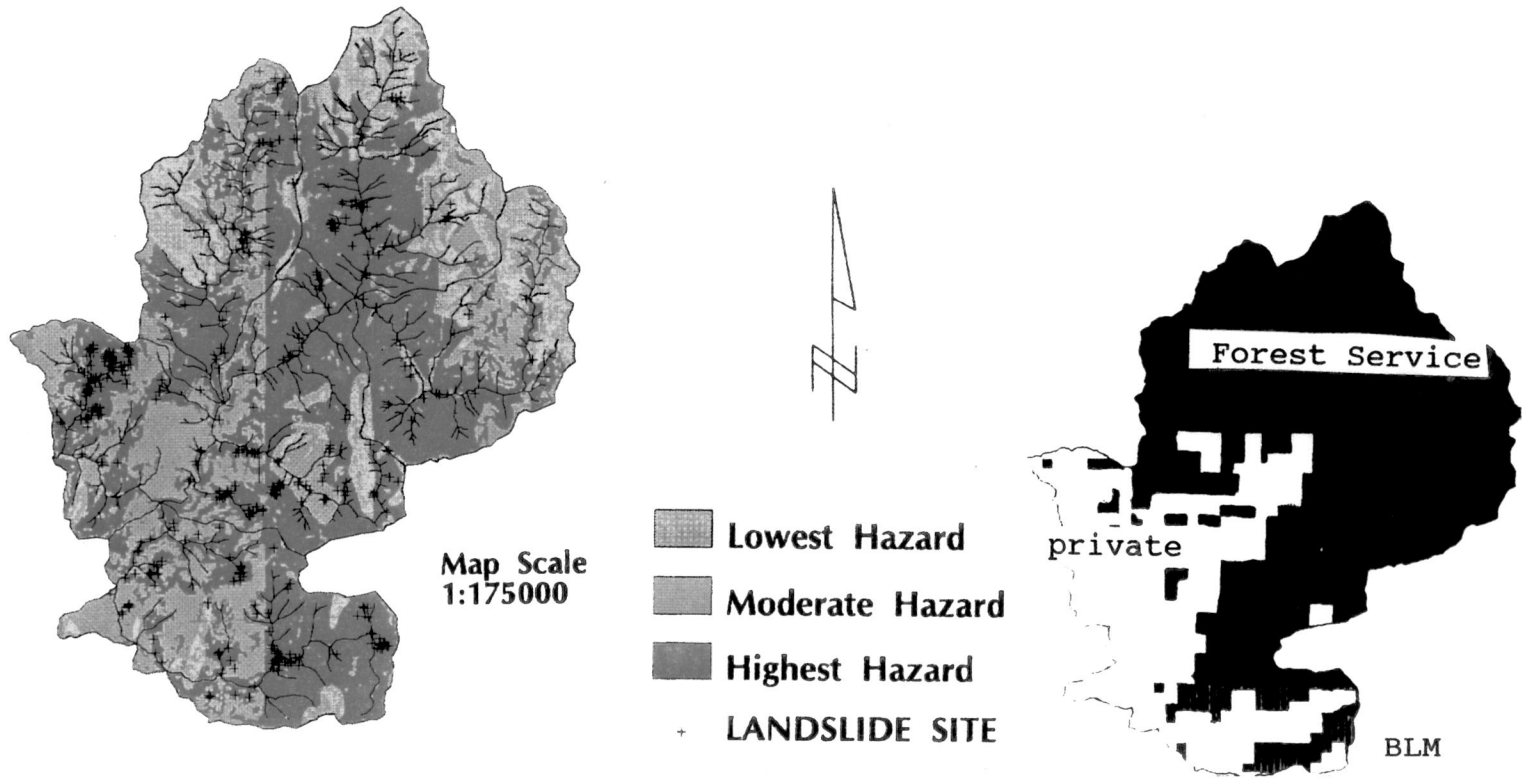 Map Scale
1:175000
Lowest Hazard
Moderate Hazard
Highest Hazard
LANDSLIDE SITE
Forest Service
private
BLM